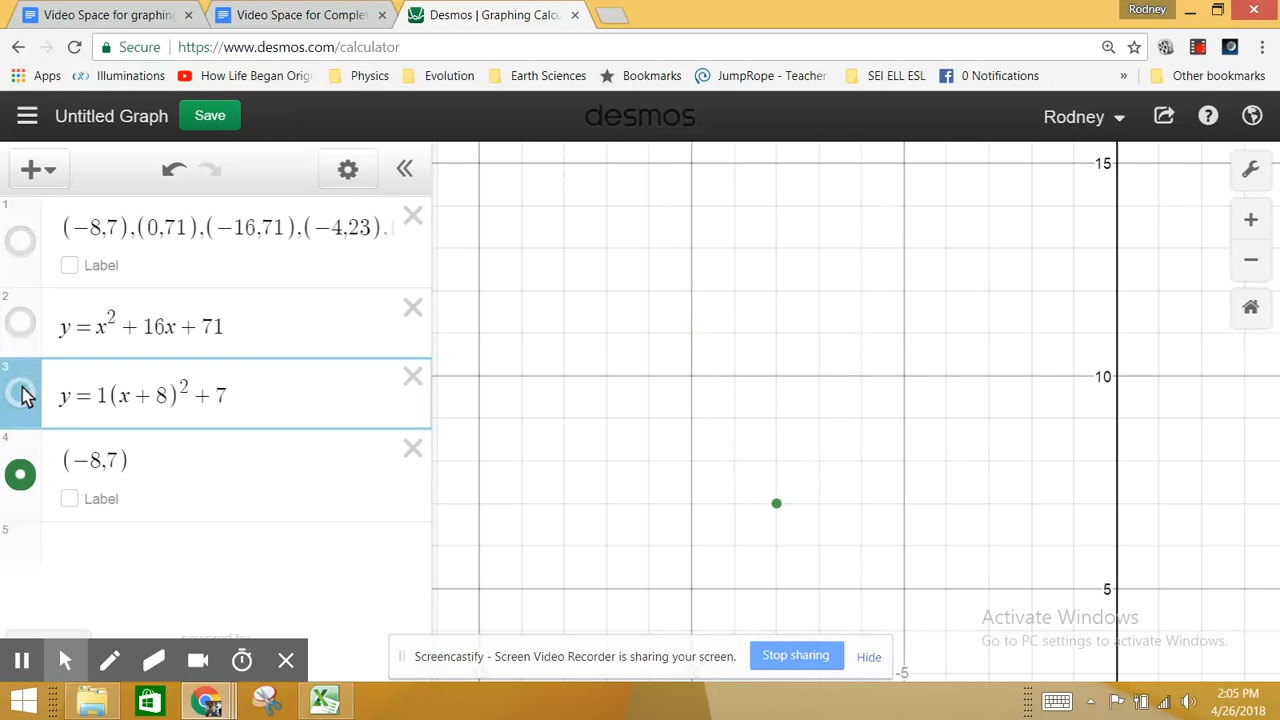 Video Space for graphing
Video Space for Complet
Desmos | Graphing Calcu
Rodney
Secure
https://www.desmos.com/calculator
Apps
Illuminations
How Life Began Orig
Physics
Evolution
Earth Sciences
Bookmarks
JumpRope - Teacher
SEI ELL ESL
0 Notifications
»
Other bookmarks
Untitled Graph
Save
desmos
Rodney
1
(−8,7),(0,71),(−16,71),(−4,23),
Label
2
y = x² + 16x + 71
3
y = 1(x + 8)² + 7
4
(−8,7)
Label
5
15
10
5
-5
powered by
Activate Windows
Go to PC settings to activate Windows.
Screencastify - Screen Video Recorder is sharing your screen.
Stop sharing
Hide
2:05 PM
4/26/2018